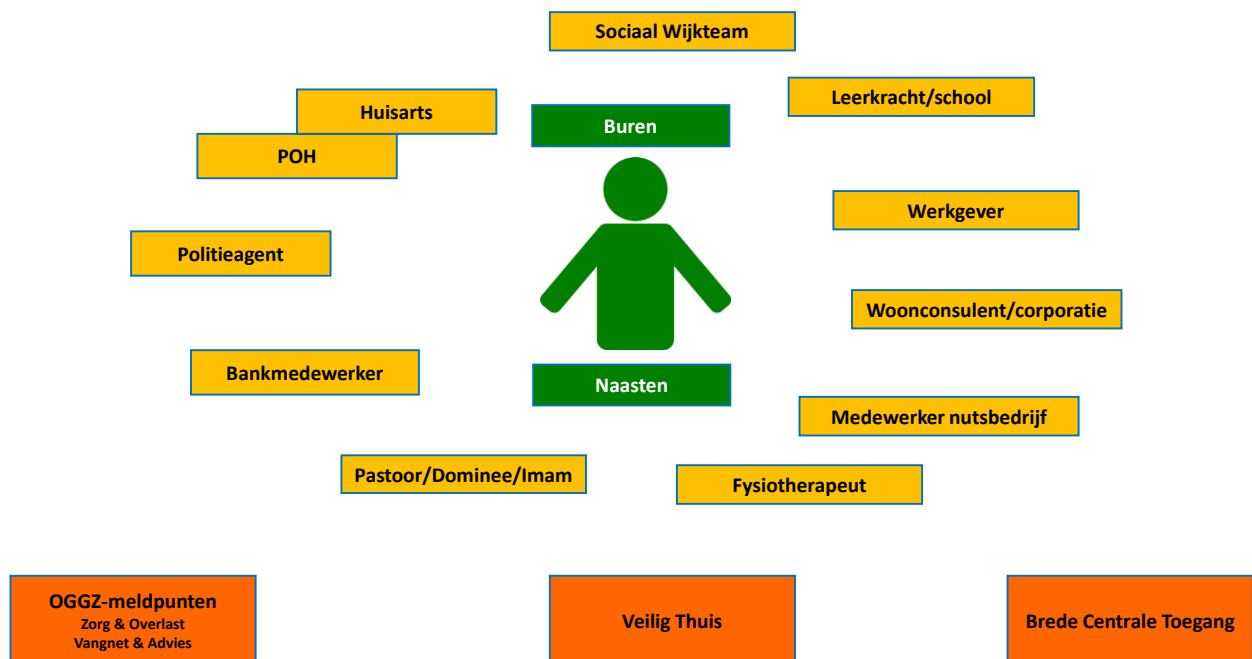 Sociaal Wijkteam
Leerkracht/school
Huisarts
Buren
POH
Werkgever
Politieagent
Woonconsulent/corporatie
Bankmedewerker
Naasten
Medewerker nutsbedrijf
Pastoor/Dominee/Imam
Fysiotherapeut
OGGZ-meldpunten
Zorg & Overlast
Vangnet & Advies
Veilig Thuis
Brede Centrale Toegang